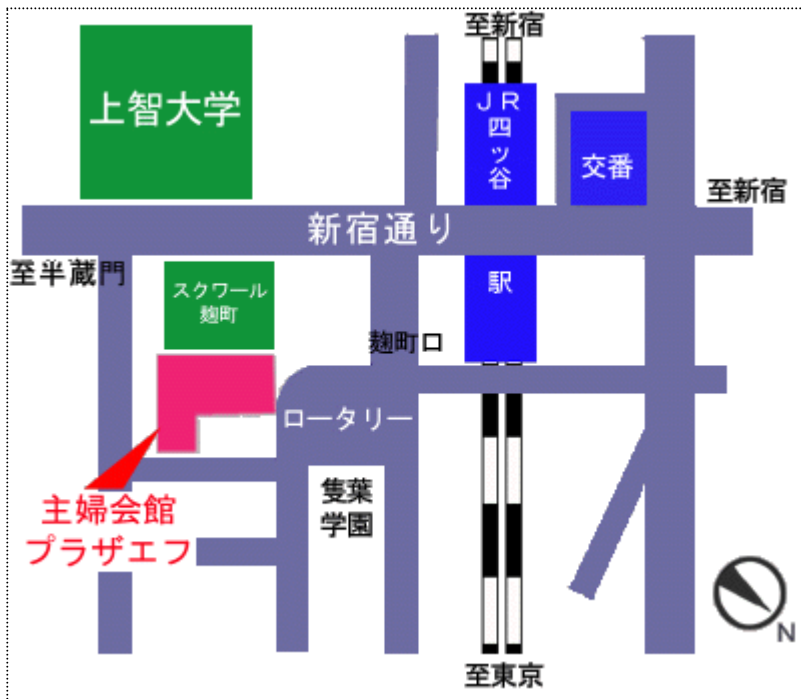 至新宿
上智大学
JR
四ッ谷
交番
至新宿
新宿通り
至半蔵門
スクワール
麹町
駅
麹町口
ロータリー
隻葉
学園
主婦会館
プラザエフ
N
至東京